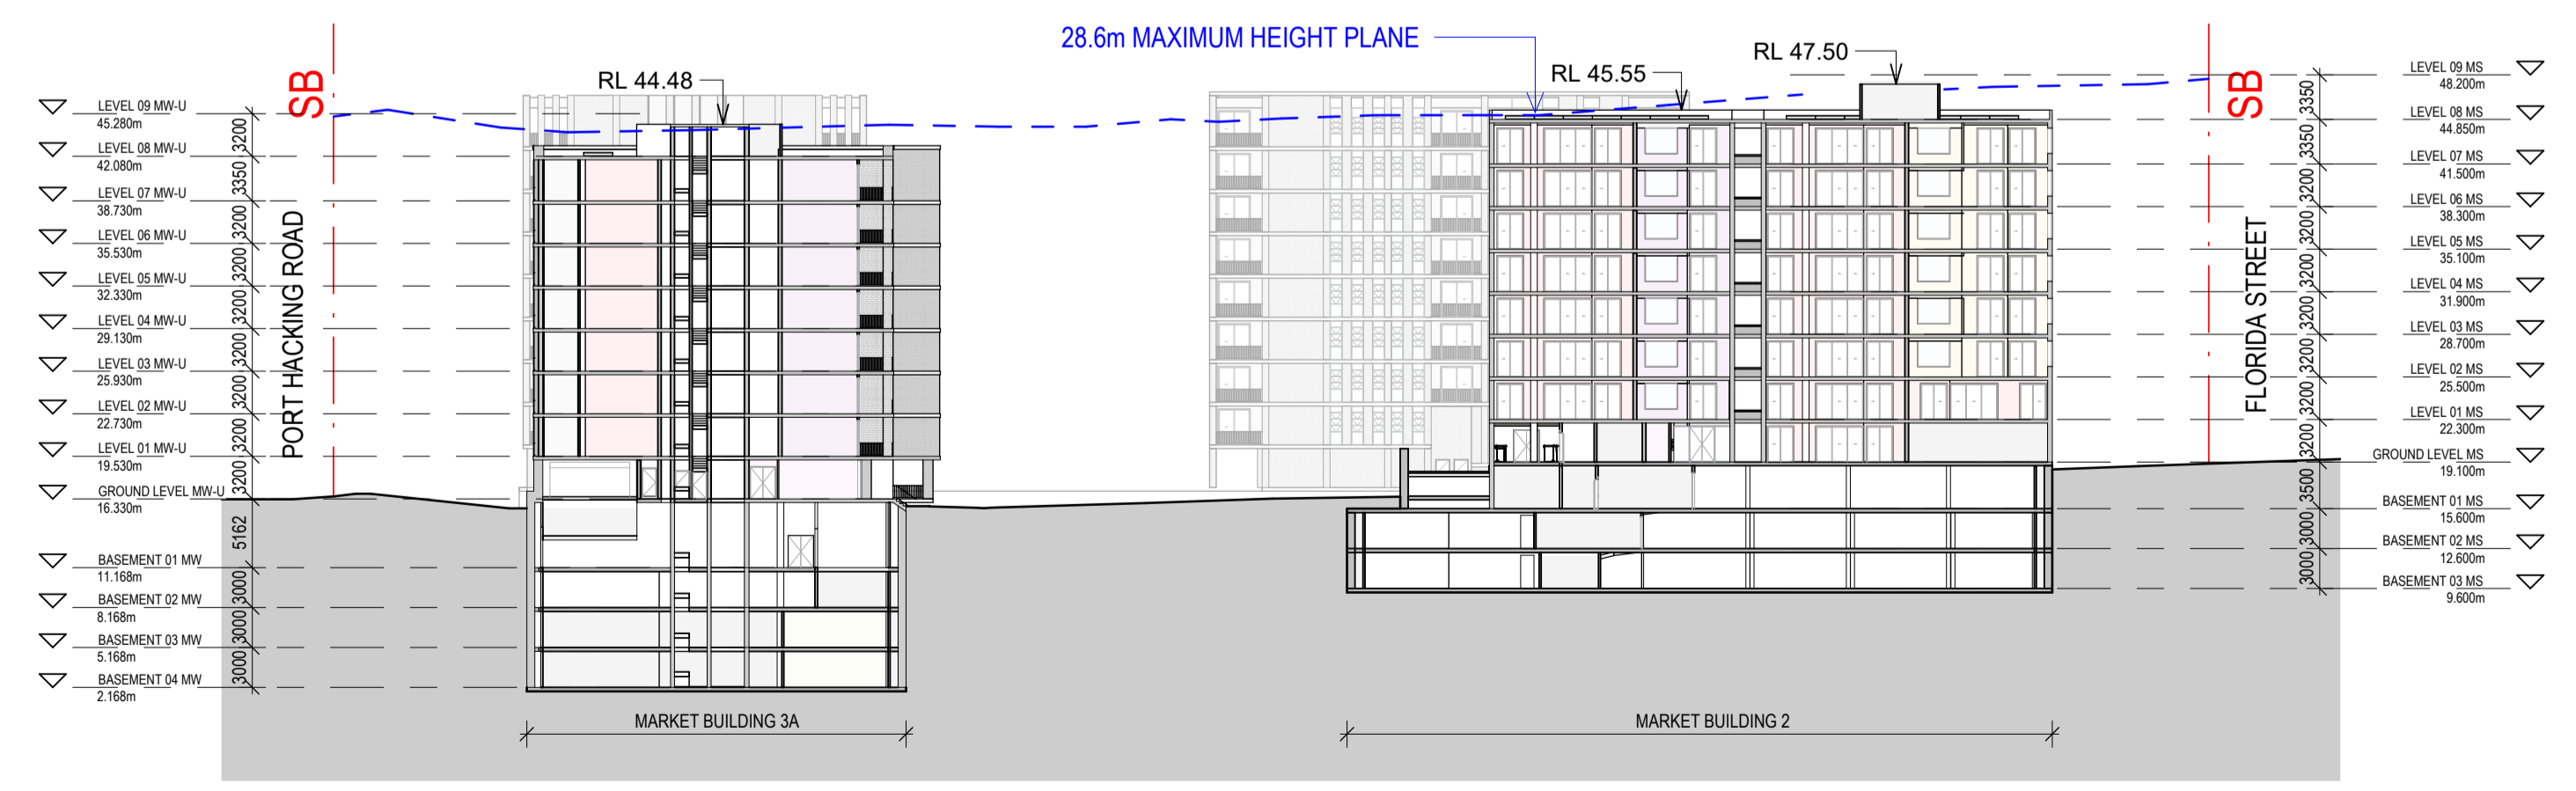 28.6m MAXIMUM HEIGHT PLANE
RL 44.48
RL 45.55
RL 47.50
SB
PORT HACKING ROAD
LEVEL 09 MW-U
45.280m
3200
LEVEL 08 MW-U
42.080m
3350
LEVEL 07 MW-U
38.730m
3200
LEVEL 06 MW-U
35.530m
3200
LEVEL 05 MW-U
32.330m
3200
LEVEL 04 MW-U
29.130m
3200
LEVEL 03 MW-U
25.930m
3200
LEVEL 02 MW-U
22.730m
3200
LEVEL 01 MW-U
19.530m
3200
GROUND LEVEL MW-U
16.330m
5162
BASEMENT 01 MW
11.168m
3000
BASEMENT 02 MW
8.168m
3000
BASEMENT 03 MW
5.168m
3000
BASEMENT 04 MW
2.168m
MARKET BUILDING 3A
MARKET BUILDING 2
SB
FLORIDA STREET
LEVEL 09 MS
48.200m
3350
LEVEL 08 MS
44.850m
3350
LEVEL 07 MS
41.500m
3200
LEVEL 06 MS
38.300m
3200
LEVEL 05 MS
35.100m
3200
LEVEL 04 MS
31.900m
3200
LEVEL 03 MS
28.700m
3200
LEVEL 02 MS
25.500m
3200
LEVEL 01 MS
22.300m
3200
GROUND LEVEL MS
19.100m
3500
BASEMENT 01 MS
15.600m
3000
BASEMENT 02 MS
12.600m
3000
BASEMENT 03 MS
9.600m